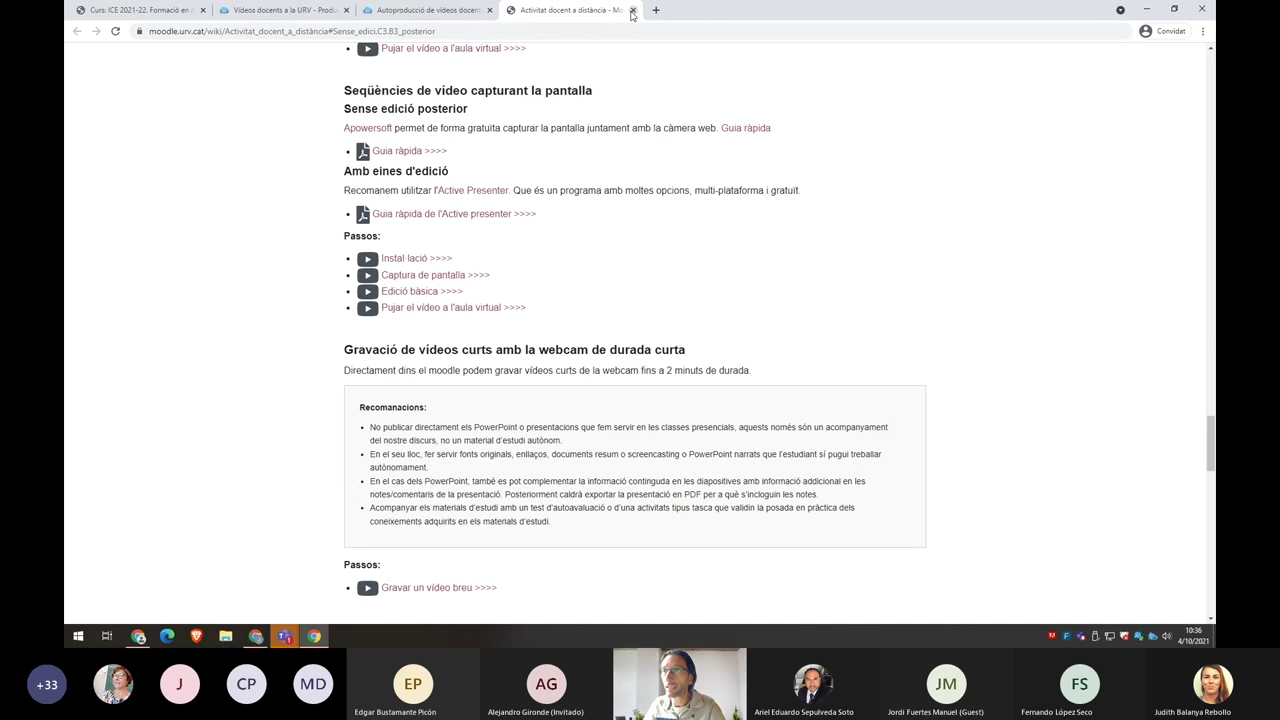 Curs: ICE 2021-22. Formació en e
Vídeos docents a la URV - Produc
Autoproducció de vídeos docents
Activitat docent a distància - Mo
Convidat
moodle.urv.cat/wiki/Activitat_docent_a_distància#Sense_edici.C3.B3_posterior
Pujar el vídeo a l'aula virtual >>>>
Seqüències de vídeo capturant la pantalla
Sense edició posterior
Apowersoft permet de forma gratuïta capturar la pantalla juntament amb la càmera web. Guia ràpida
Guia ràpida >>>>
Amb eines d'edició
Recomanem utilitzar l'Active Presenter. Que és un programa amb moltes opcions, multi-plataforma i gratuït.
Guia ràpida de l'Active presenter >>>>
Passos:
Instal·lació >>>>
Captura de pantalla >>>>
Edició bàsica >>>>
Pujar el vídeo a l'aula virtual >>>>
Gravació de vídeos curts amb la webcam de durada curta
Directament dins el moodle podem gravar vídeos curts de la webcam fins a 2 minuts de durada.
Recomanacions:
No publicar directament els PowerPoint o presentacions que fem servir en les classes presencials, aquests només són un acompanyament
del nostre discurs, no un material d'estudi autònom.
En el seu lloc, fer servir fonts originals, enllaços, documents resum o screencasting o PowerPoint narrats que l'estudiant sí pugui treballar
autònomament.
En el cas dels PowerPoint, també es pot complementar la informació continguda en les diapositives amb informació addicional en les
notes/comentaris de la presentació. Posteriorment caldrà exportar la presentació en PDF per a què s'incloguin les notes.
Acompanyar els materials d'estudi amb un test d'autoavaluació o d'una activitats tipus tasca que validin la posada en pràctica dels
coneixements adquirits en els materials d'estudi.
Passos:
Gravar un vídeo breu >>>>
10:36
4/10/2021
+33
J
CP
MD
EP
AG
JM
FS
Edgar Bustamante Picón
Alejandro Gironde (Invitado)
Ariel Eduardo Sepulveda Soto
Jordi Fuertes Manuel (Guest)
Fernando López Seco
Judith Balanya Rebollo